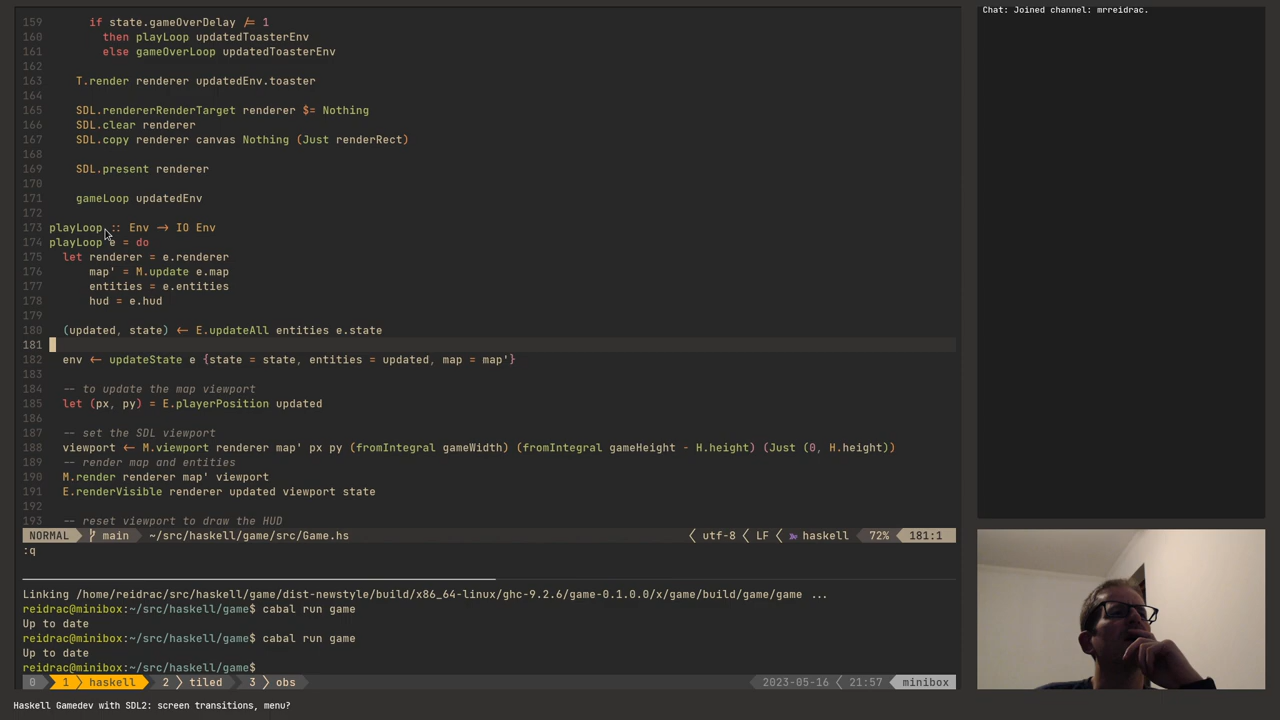 159         if state.gameOverDelay /= 1
160           then playLoop updatedToasterEnv
161           else gameOverLoop updatedToasterEnv
162
163     T.render renderer updatedEnv.toaster
164
165     SDL.rendererRenderTarget renderer $= Nothing
166     SDL.clear renderer
167     SDL.copy renderer canvas Nothing (Just renderRect)
168
169     SDL.present renderer
170
171     gameLoop updatedEnv
172
173 playLoop :: Env -> IO Env
174 playLoop e = do
175   let renderer = e.renderer
176       map' = M.update e.map
177       entities = e.entities
178       hud = e.hud
179
180   (updated, state) <- E.updateAll entities e.state
181
182   env <- updateState e {state = state, entities = updated, map = map'}
183
184   -- to update the map viewport
185   let (px, py) = E.playerPosition updated
186
187   -- set the SDL viewport
188   viewport <- M.viewport renderer map' px py (fromIntegral gameWidth) (fromIntegral gameHeight - H.height) (Just (0, H.height))
189   -- render map and entities
190   M.render renderer map' viewport
191   E.renderVisible renderer updated viewport state
192
193   -- reset viewport to draw the HUD
NORMAL main ~/src/haskell/game/src/Game.hs utf-8 LF haskell 72% 181:1
:q
Linking /home/reidrac/src/haskell/game/dist-newstyle/build/x86_64-linux/ghc-9.2.6/game-0.1.0.0/x/game/build/game/game ...
reidrac@minibox:~/src/haskell/game$ cabal run game
Up to date
reidrac@minibox:~/src/haskell/game$ cabal run game
Up to date
reidrac@minibox:~/src/haskell/game$
0 1 haskell 2 tiled 3 obs 2023-05-16 21:57 minibox
Haskell Gamedev with SDL2: screen transitions, menu?
Chat: Joined channel: mrreidrac.